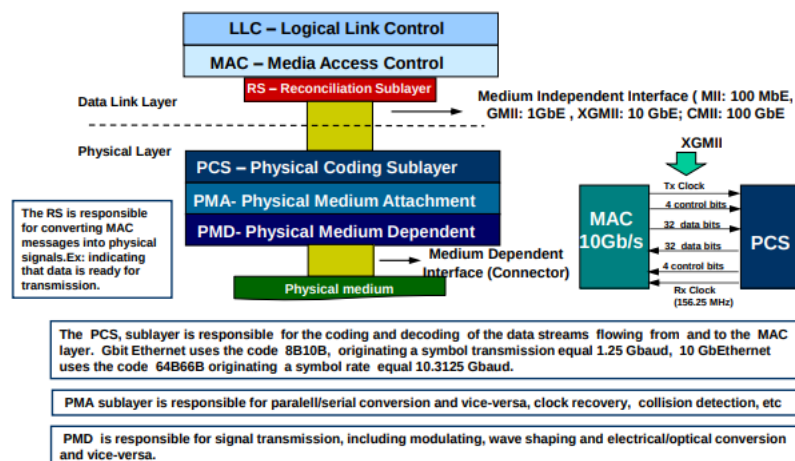 LLC – Logical Link Control
MAC – Media Access Control
RS – Reconciliation Sublayer
Data Link Layer
Medium Independent Interface ( MII: 100 MbE,
GMII: 1GbE , XGMII: 10 GbE; CMII: 100 GbE
Physical Layer
XGMII
PCS – Physical Coding Sublayer
PMA- Physical Medium Attachment
PMD- Physical Medium Dependent
The RS is responsible
for converting MAC
messages into physical
signals.Ex: indicating
that data is ready for
transmission.
Medium Dependent
Interface (Connector)
Physical medium
MAC
10Gb/s
Tx Clock
4 control bits
32 data bits
32 data bits
4 control bits
Rx Clock
(156.25 MHz)
PCS
The PCS, sublayer is responsible for the coding and decoding of the data streams flowing from and to the MAC
layer. Gbit Ethernet uses the code 8B10B, originating a symbol transmission equal 1.25 Gbaud, 10 GbEthernet
uses the code 64B66B originating a symbol rate equal 10.3125 Gbaud.
PMA sublayer is responsible for paralell/serial conversion and vice-versa, clock recovery, collision detection, etc
PMD is responsible for signal transmission, including modulating, wave shaping and electrical/optical conversion
and vice-versa.